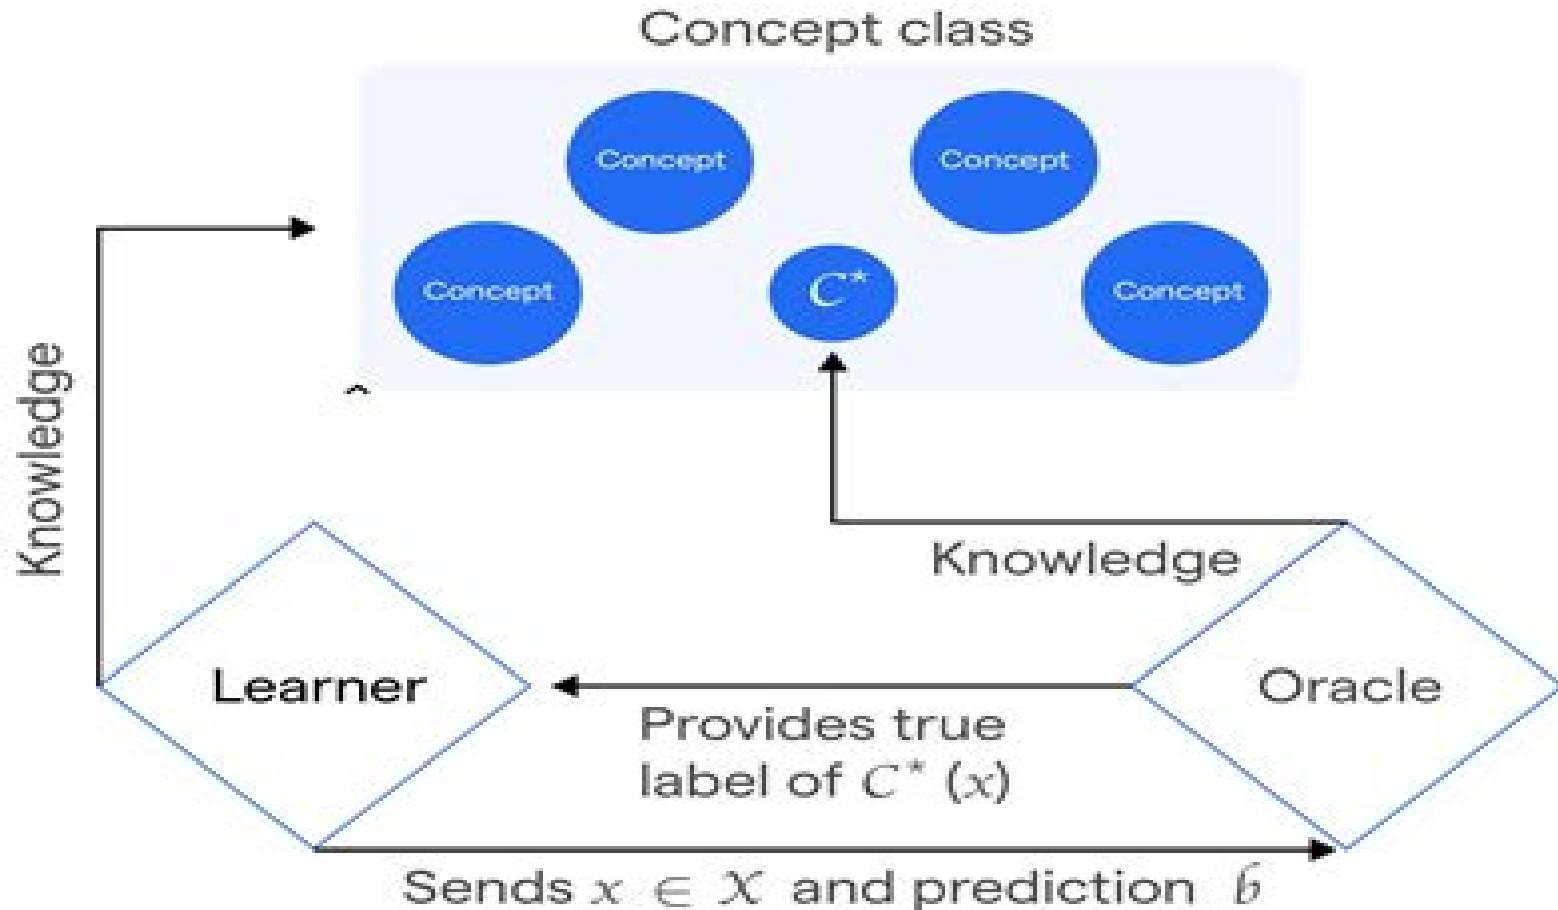 Concept class
Concept
Concept
Concept
C*
Concept
Knowledge
Knowledge
Learner
Oracle
Provides true
label of C* (x)
Sends x ∈ X and prediction b̂